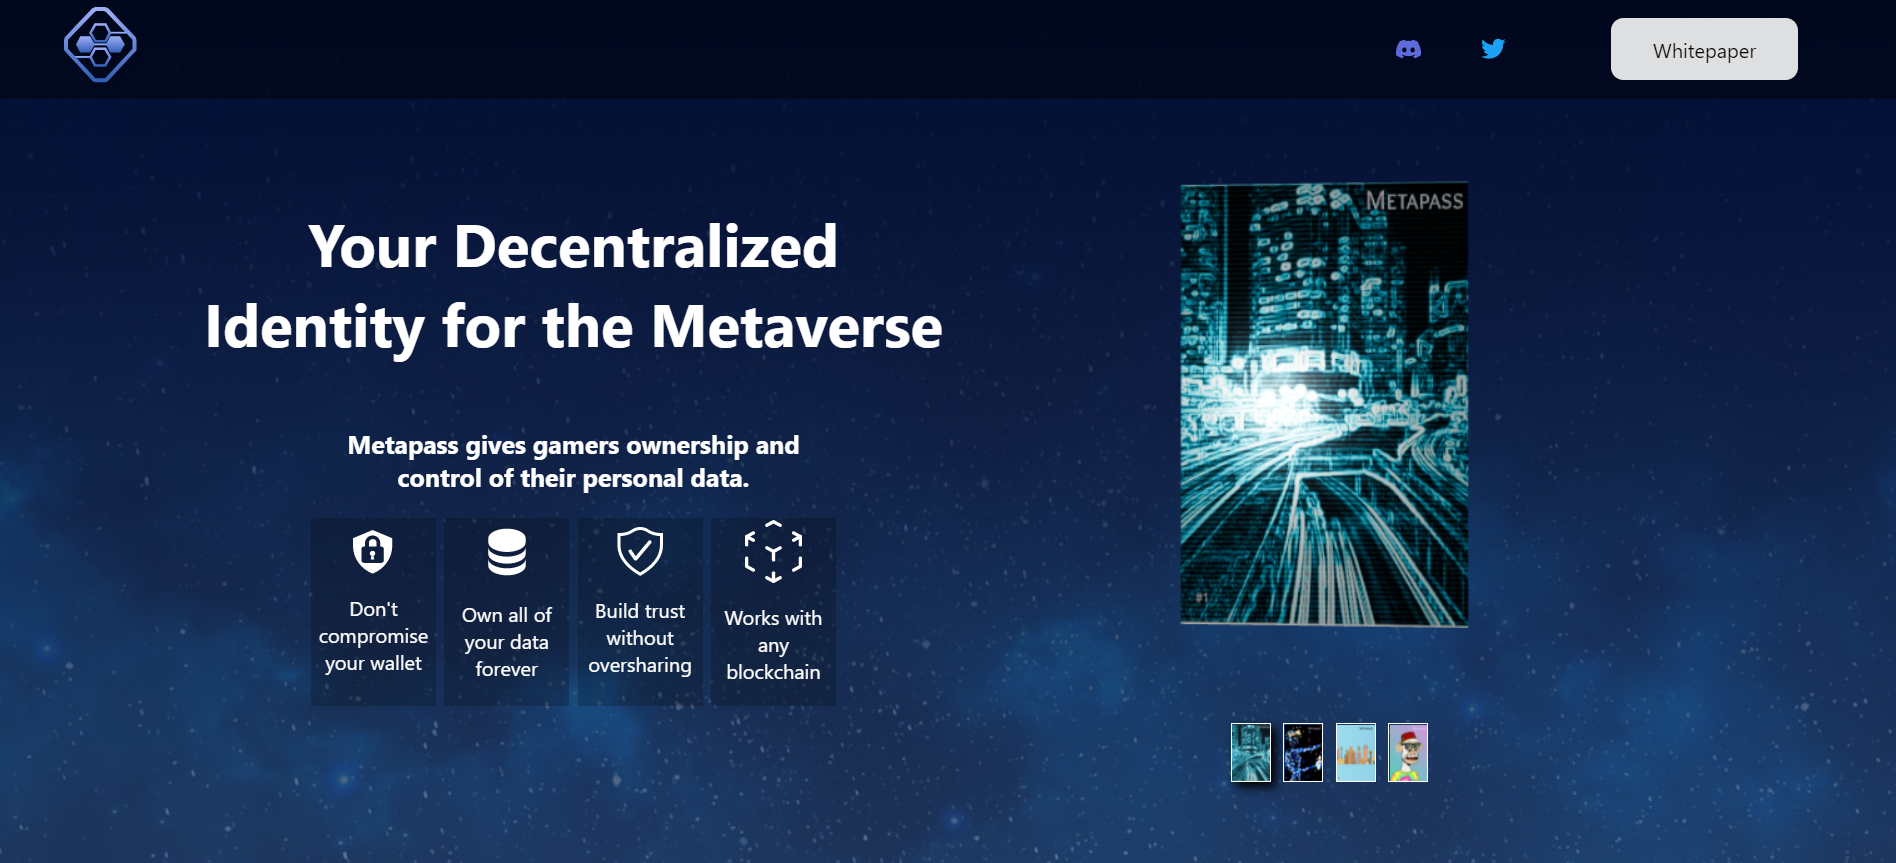 Whitepaper
Your Decentralized
Identity for the Metaverse
Metapass gives gamers ownership and
control of their personal data.
Don't
compromise
your wallet
Own all of
your data
forever
Build trust
without
oversharing
Works with
any
blockchain
METAPASS
#1